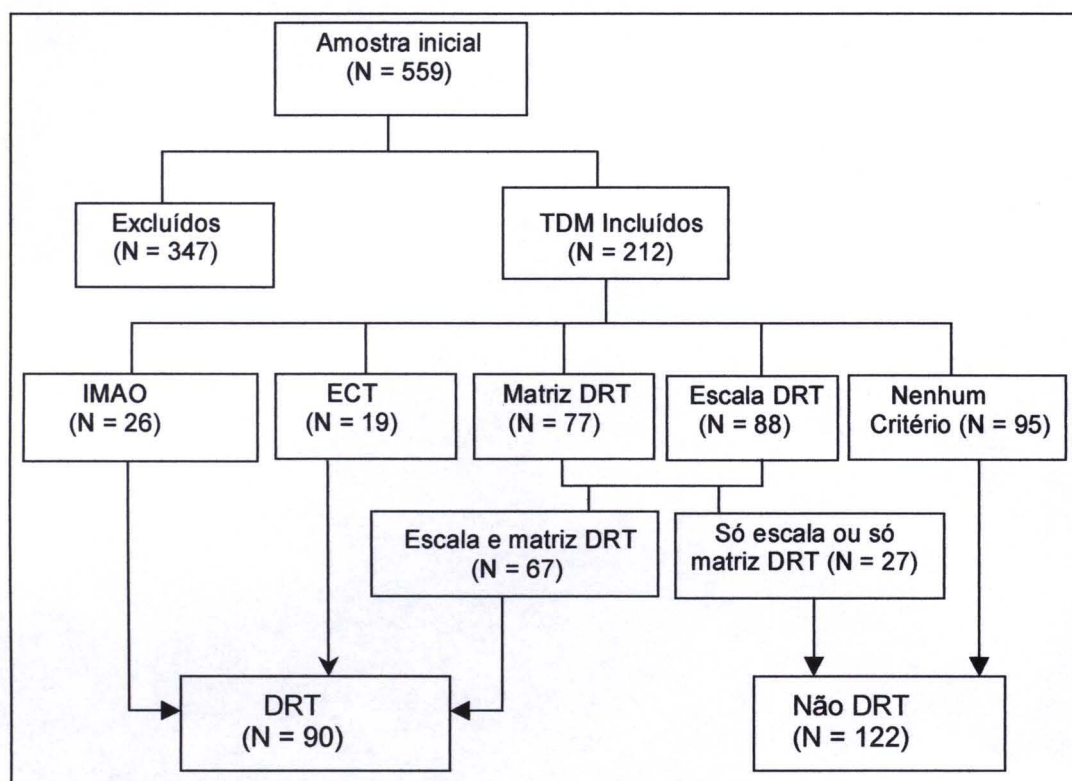 Amostra inicial
(N = 559)
Excluídos
(N = 347)
TDM Incluídos
(N = 212)
IMAO
(N = 26)
ECT
(N = 19)
Matriz DRT
(N = 77)
Escala DRT
(N = 88)
Nenhum
Critério (N = 95)
Escala e matriz DRT
(N = 67)
Só escala ou só
matriz DRT (N = 27)
DRT
(N = 90)
Não DRT
(N = 122)